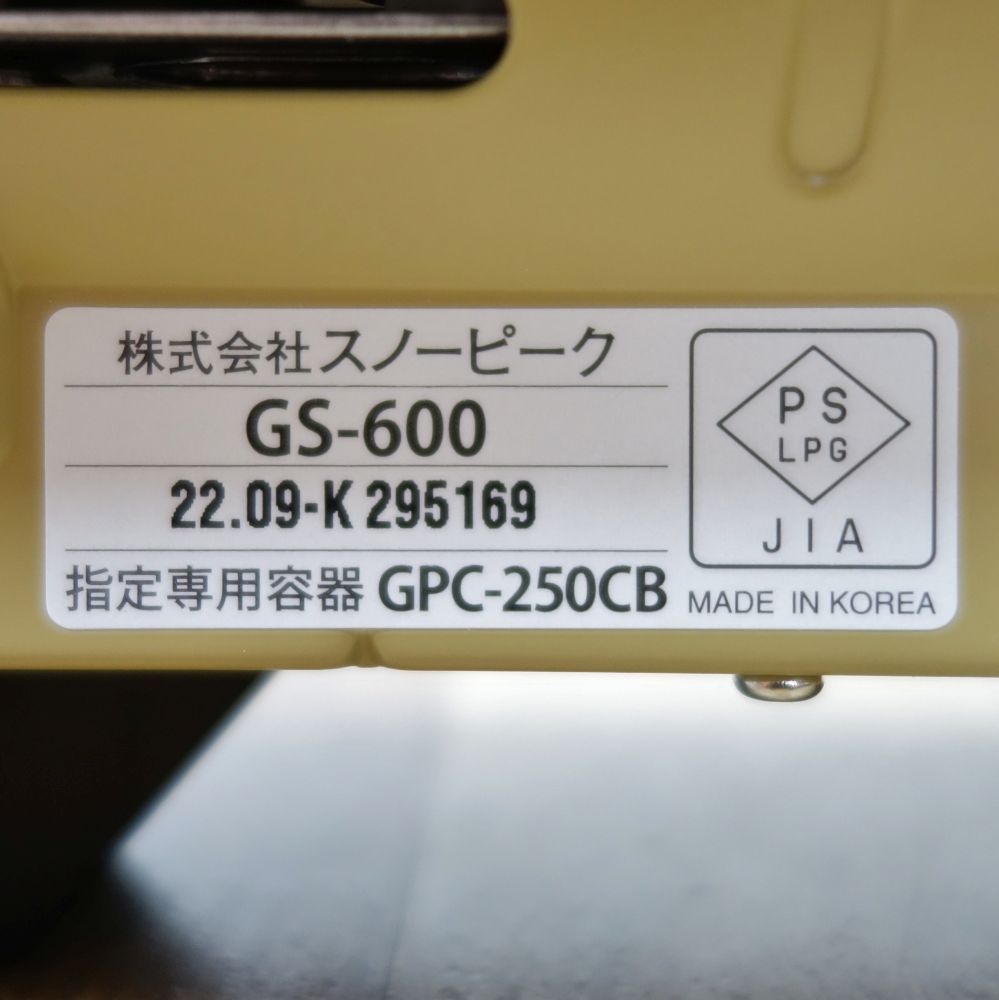 株式会社スノーピーク
GS-600
22.09-K 295169
指定専用容器 GPC-250CB
PS
LPG
JIA
MADE IN KOREA